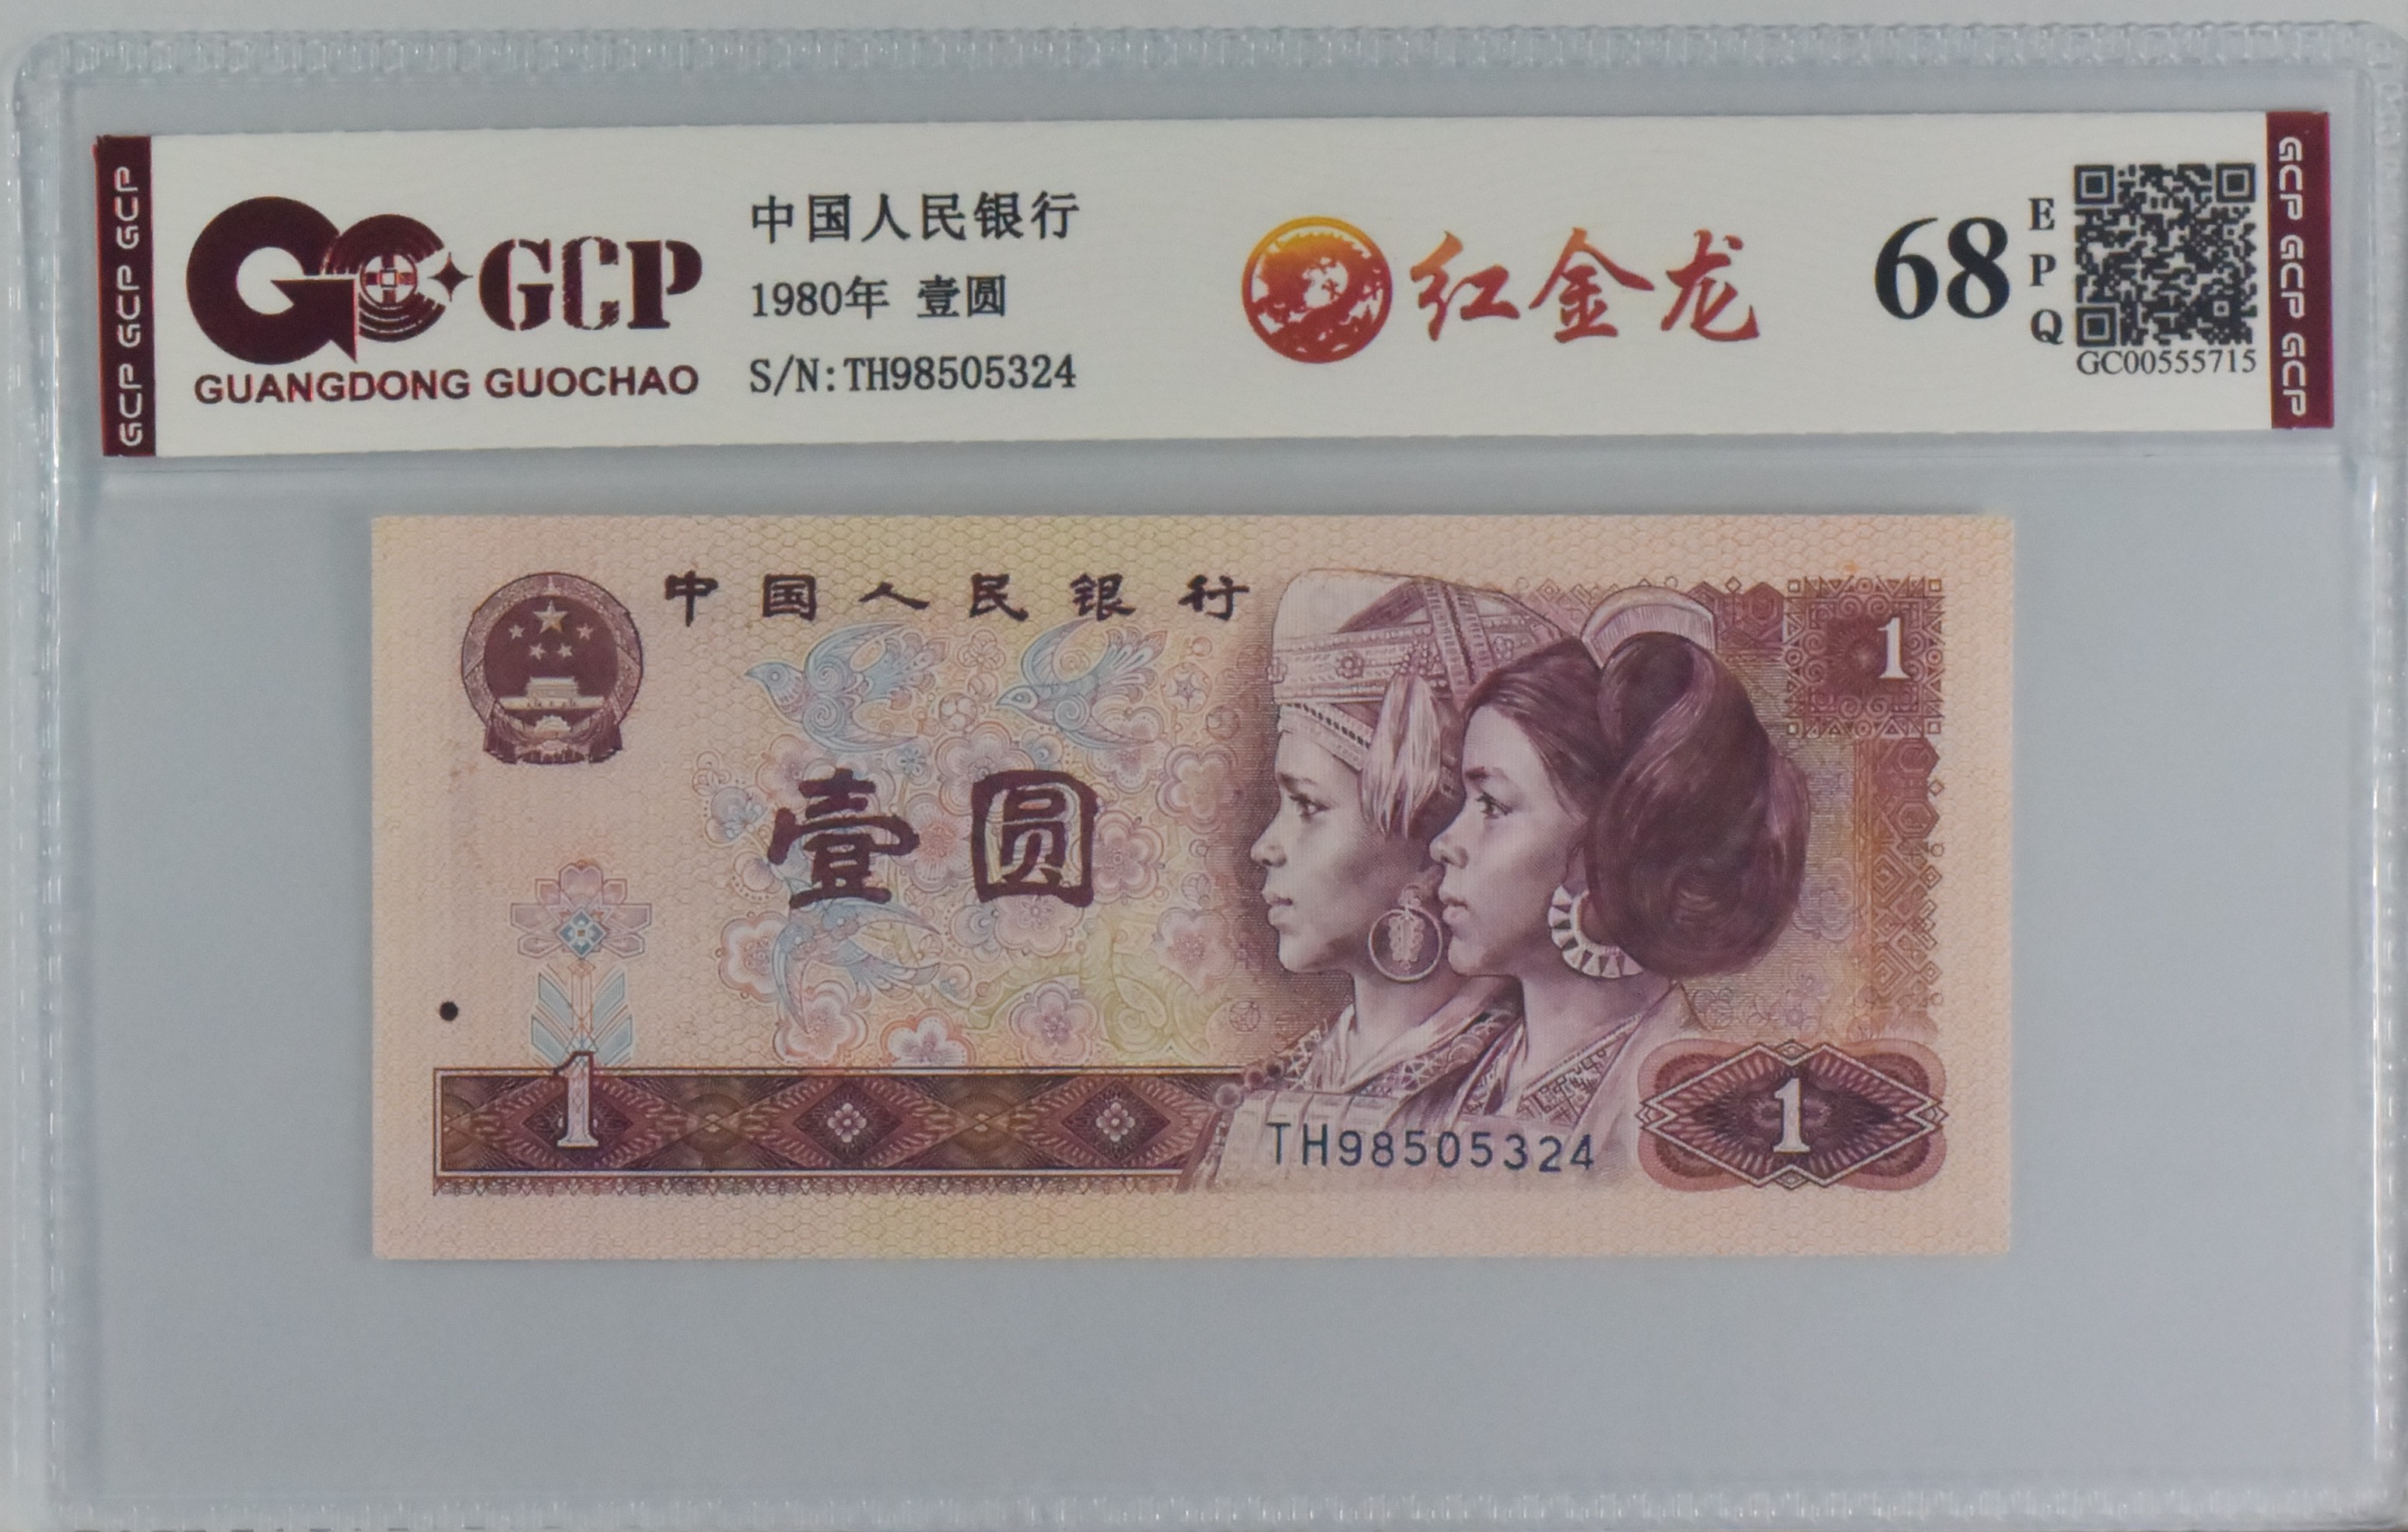 GCP GCP GCP
GCP
GUANGDONG GUOCHAO
中国人民银行
1980年 壹圆
S/N:TH98505324
红金龙
68
EPQ
GC00555715
GCP GCP GCP
中国人民银行
1
壹圆
1
TH98505324
1